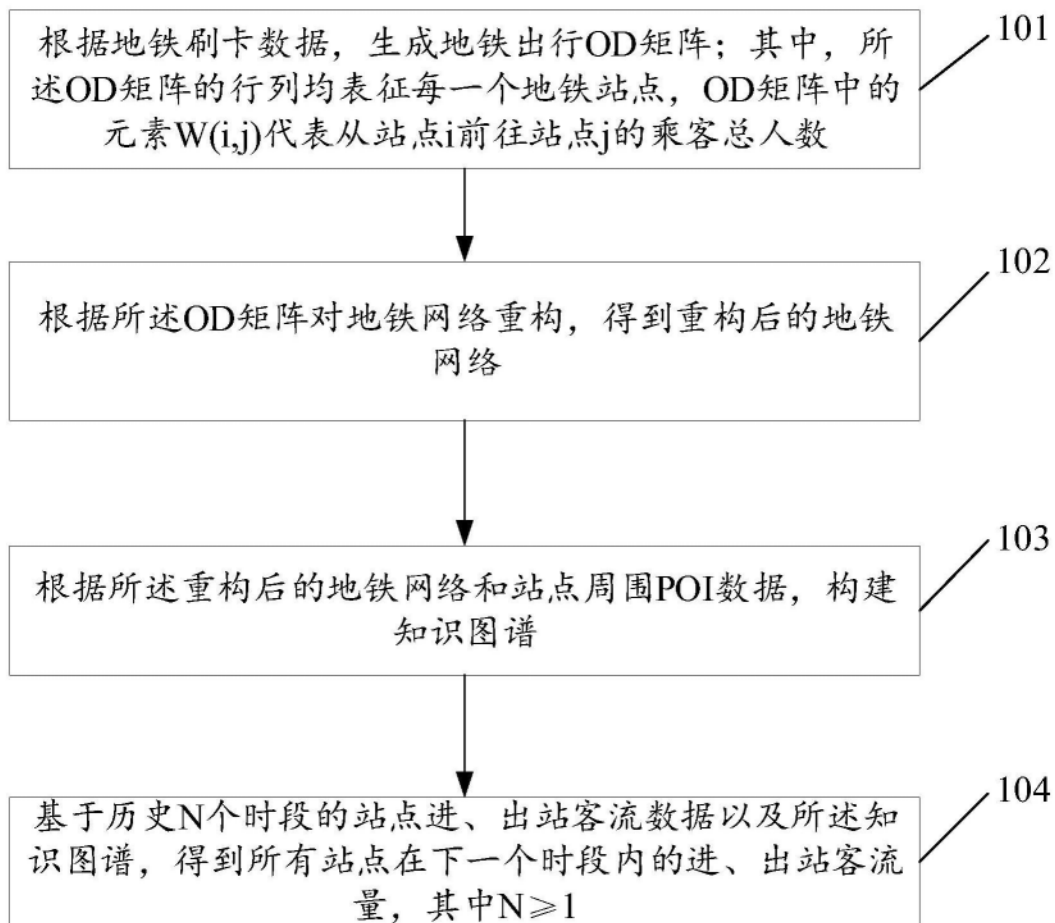 根据地铁刷卡数据，生成地铁出行OD矩阵；其中，所
述OD矩阵的行列均表征每一个地铁站点，OD矩阵中的
元素W(i,j)代表从站点i前往站点j的乘客总人数
101
根据所述OD矩阵对地铁网络重构，得到重构后的地铁
网络
102
根据所述重构后的地铁网络和站点周围POI数据，构建
知识图谱
103
基于历史N个时段的站点进、出站客流数据以及所述知
识图谱，得到所有站点在下一个时段内的进、出站客流
量，其中N≥1
104